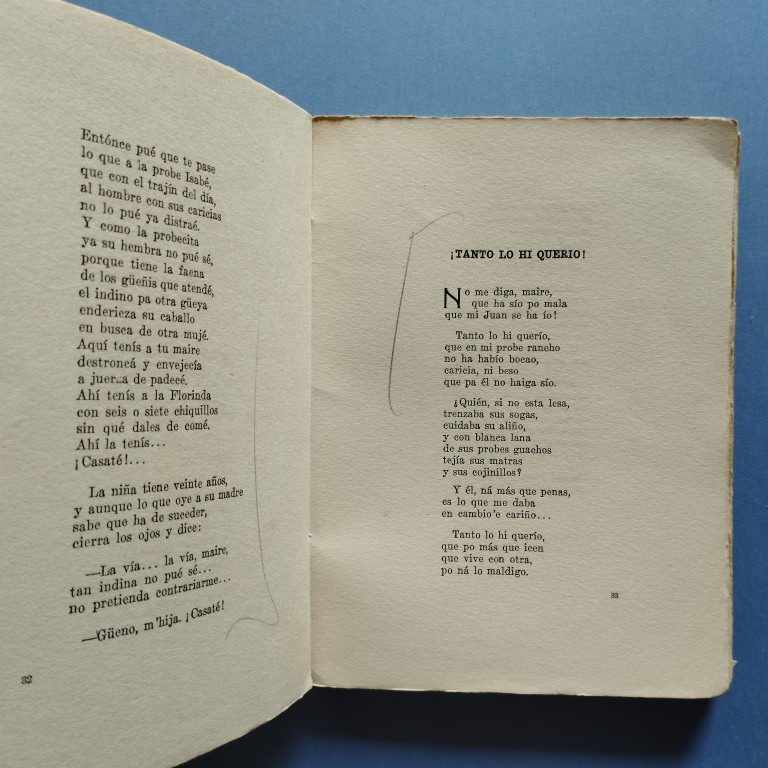 Entónce pué que te pase
lo que a la probe Isabé,
que con el trajín del día,
al hombre con sus caricias
no lo pué ya distraé.
Y como la probecita
ya su hembra no pué sé,
porque tiene la faena
de los güeñis que atendé,
el indino pa otra güeya
enderieza su caballo
en busca de otra mujé.
Aquí tenís a tu maire
destroncá y envejecía
a juerza de padecé.
Ahí tenís a la Florinda
con seis o siete chiquillos
sin qué dales de comé.
Ahí la tenís...
¡Casaté!...
La niña tiene veinte años,
y aunque lo que oye a su madre
sabe que ha de suceder,
cierra los ojos y dice:
—La vía... la vía, maire,
tan indina no pué sé...
no pretienda contrariarme...
—Güeno, m'hija. ¡Casaté!
32
¡TANTO LO HI QUERIO!
No me diga, maire,
que ha sío po mala
que mi Juan se ha ío!
Tanto lo hi querío,
que en mi probe rancho
no ha habío bocao,
caricia, ni beso
que pa él no haiga sío.
¿Quién, si no esta lesa,
trenzaba sus sogas,
cuidaba su aliño,
y con blanca lana
de sus probes guachos
tejía sus matras
y sus cojinillos?
Y él, ná más que penas,
es lo que me daba
en cambio'e cariño...
Tanto lo hi querío,
que po más que icen
que vive con otra,
po ná lo maldigo.
33